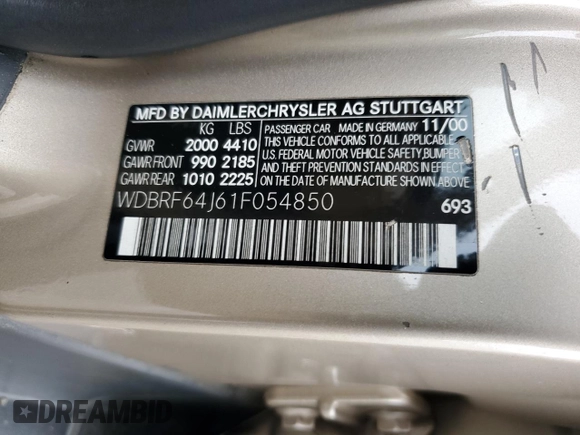 MFD BY DAIMLERCHRYSLER AG STUTTGART
KG LBS
GVWR 2000 4410
GAWR FRONT 990 2185
GAWR REAR 1010 2225
PASSENGER CAR MADE IN GERMANY 11/00
THIS VEHICLE CONFORMS TO ALL APPLICABLE
U.S. FEDERAL MOTOR VEHICLE SAFETY, BUMPER,
AND THEFT PREVENTION STANDARDS
IN EFFECT ON THE DATE OF MANUFACTURE
SHOWN ABOVE.
WDBRF64J61F054850
693
DREAMBID